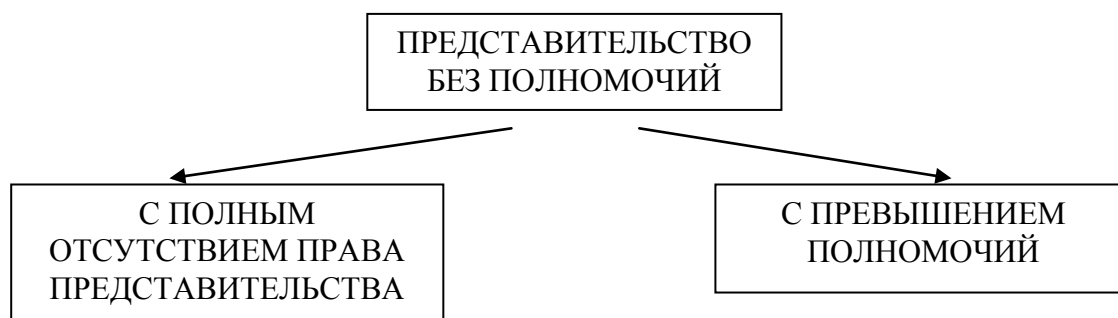 ПРЕДСТАВИТЕЛЬСТВО
БЕЗ ПОЛНОМОЧИЙ
С ПОЛНЫМ
ОТСУТСТВИЕМ ПРАВА
ПРЕДСТАВИТЕЛЬСТВА
С ПРЕВЫШЕНИЕМ
ПОЛНОМОЧИЙ